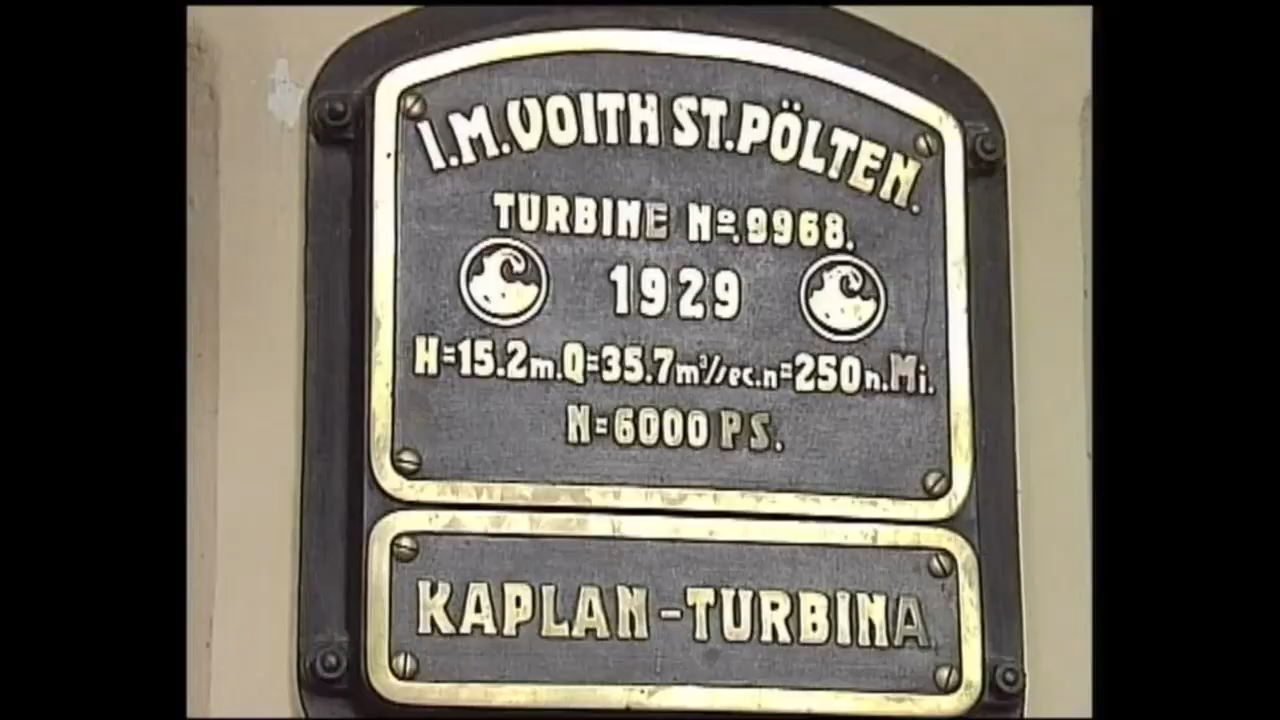 I.M.VOITH ST.PÖLTEN.
TURBINE Nº.9968.
1929
H=15.2m.Q=35.7m³/sec.n=250n.Mi.
N=6000 PS.
KAPLAN-TURBINA